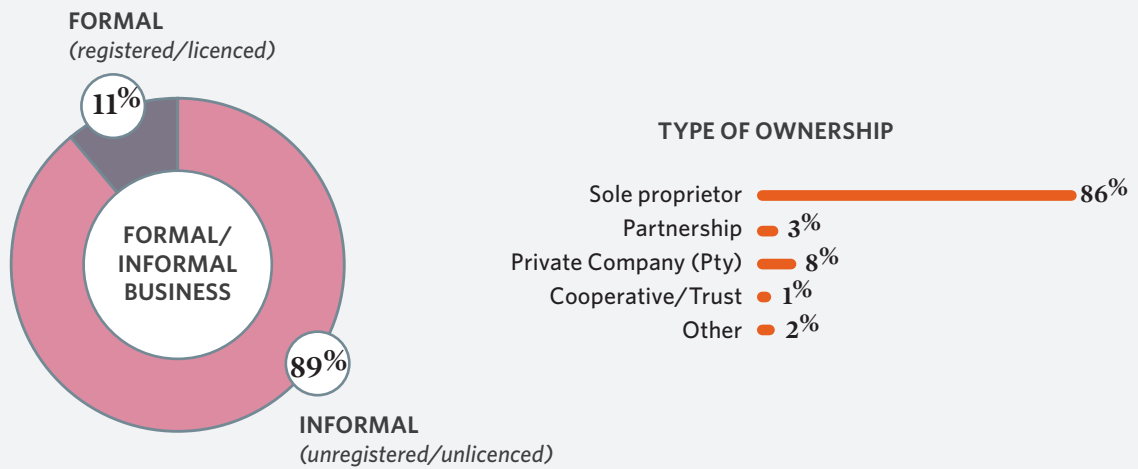 FORMAL
(registered/licenced)
11%
FORMAL/
INFORMAL
BUSINESS
89%
INFORMAL
(unregistered/unlicenced)
TYPE OF OWNERSHIP
Sole proprietor 86%
Partnership 3%
Private Company (Pty) 8%
Cooperative/Trust 1%
Other 2%